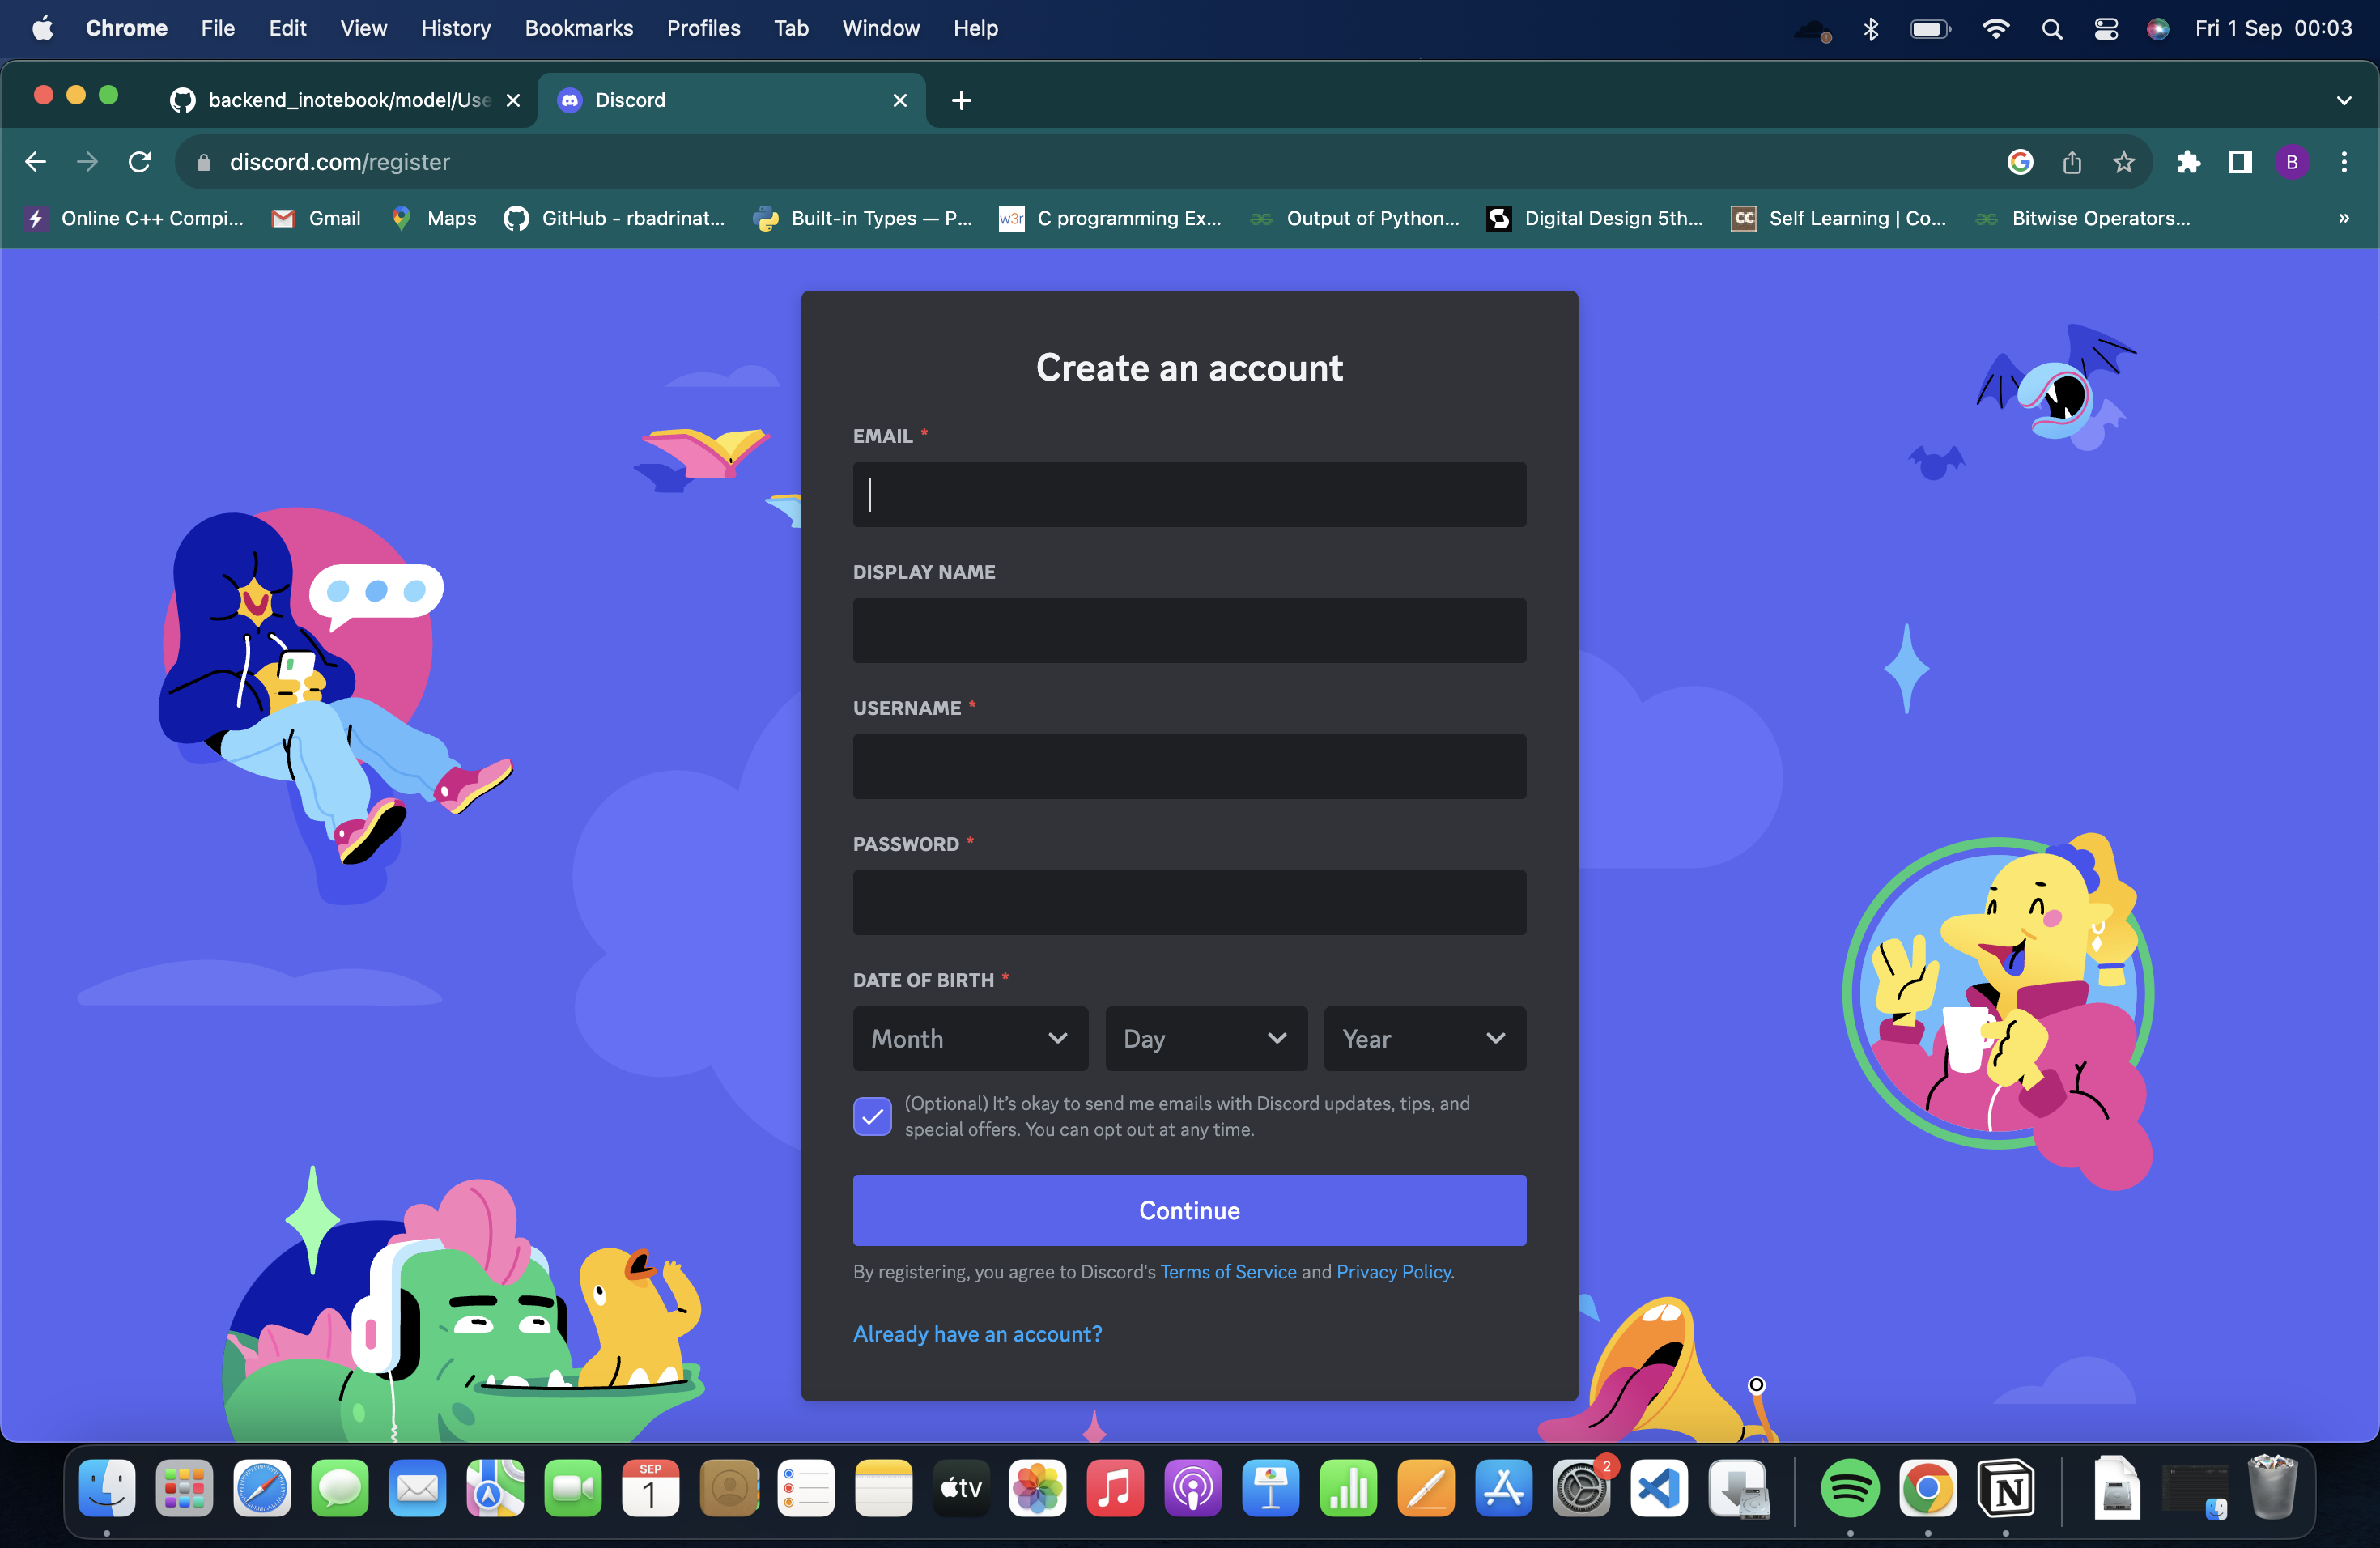 Chrome File Edit View History Bookmarks Profiles Tab Window Help Fri 1 Sep 00:03
backend_inotebook/model/Use Discord
discord.com/register B
Online C++ Compi... Gmail Maps GitHub - rbadrinat... Built-in Types — P... w3r C programming Ex... Output of Python... Digital Design 5th... CC Self Learning | Co... Bitwise Operators... »
Create an account
EMAIL *
DISPLAY NAME
USERNAME *
PASSWORD *
DATE OF BIRTH *
Month Day Year
(Optional) It's okay to send me emails with Discord updates, tips, and
special offers. You can opt out at any time.
Continue
By registering, you agree to Discord's Terms of Service and Privacy Policy.
Already have an account?
SEP
1
tv
2